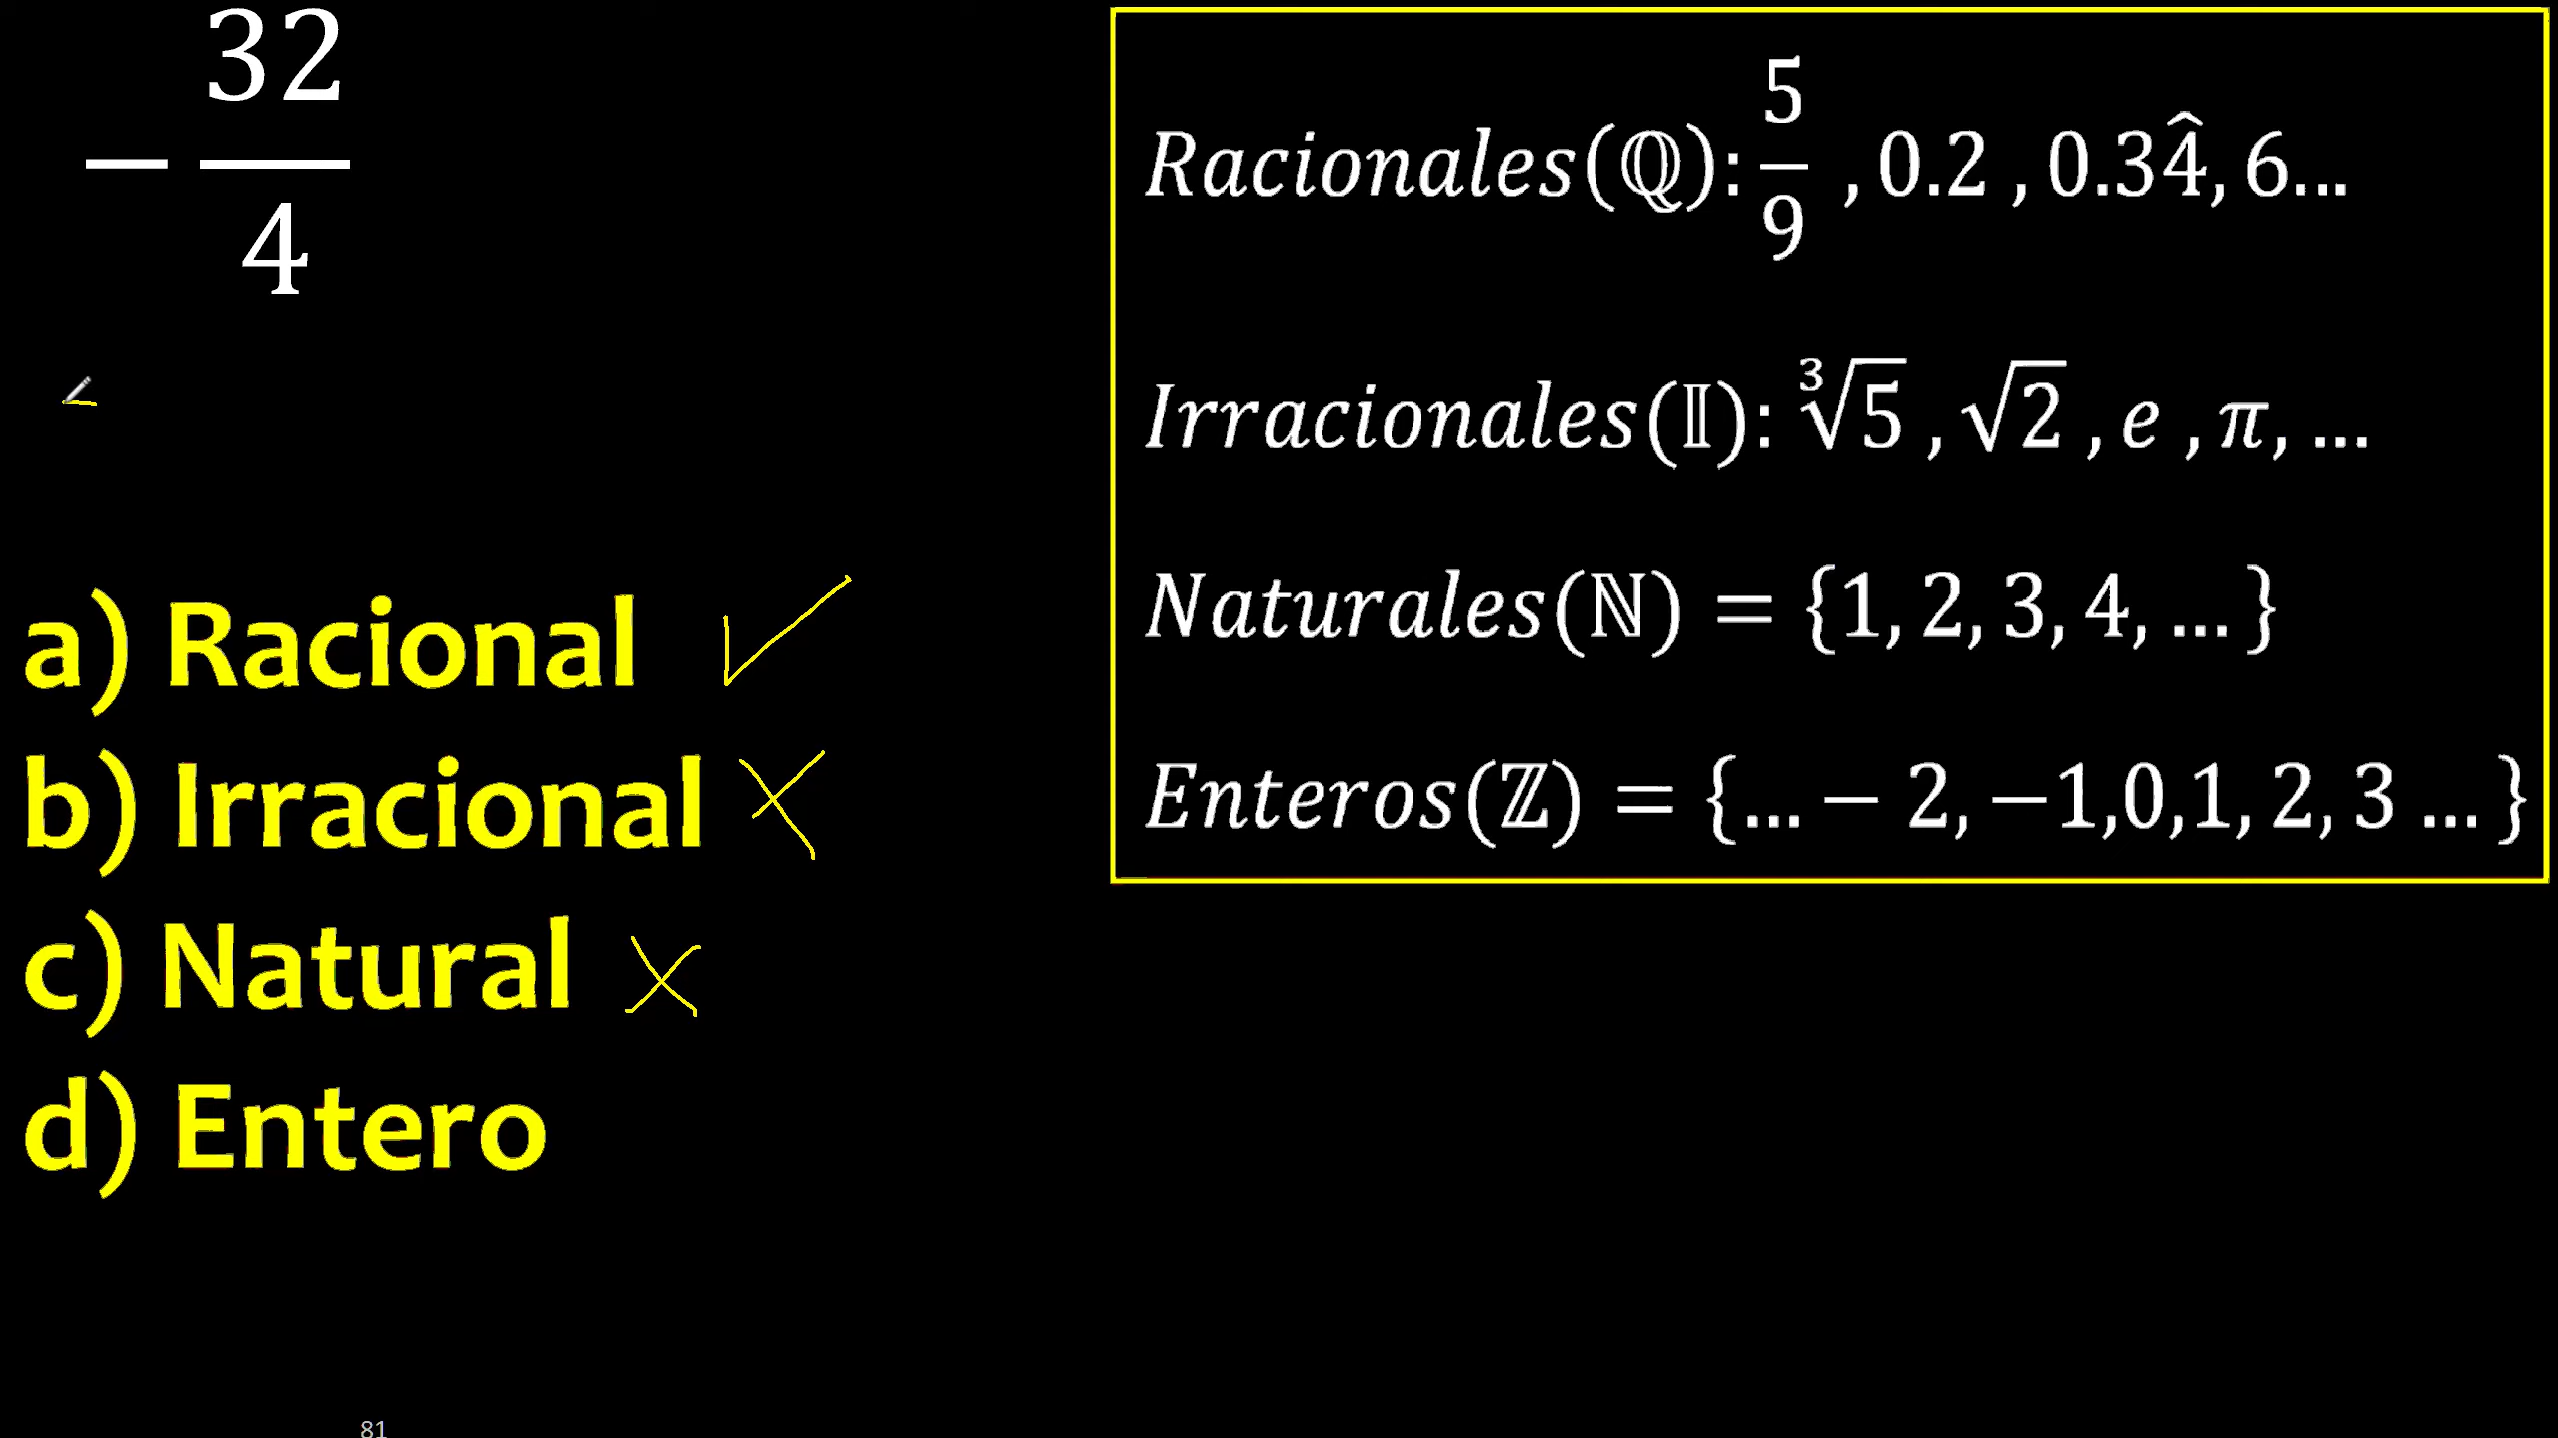 − 32/4
a) Racional ✓
b) Irracional ✗
c) Natural ✗
d) Entero
Racionales(ℚ): 5/9 , 0.2 , 0.34̂, 6...
Irracionales(𝕀): ∛5 , √2 , e , π, ...
Naturales(ℕ) = {1, 2, 3, 4, ... }
Enteros(ℤ) = {... − 2, −1,0,1, 2, 3 ... }
81